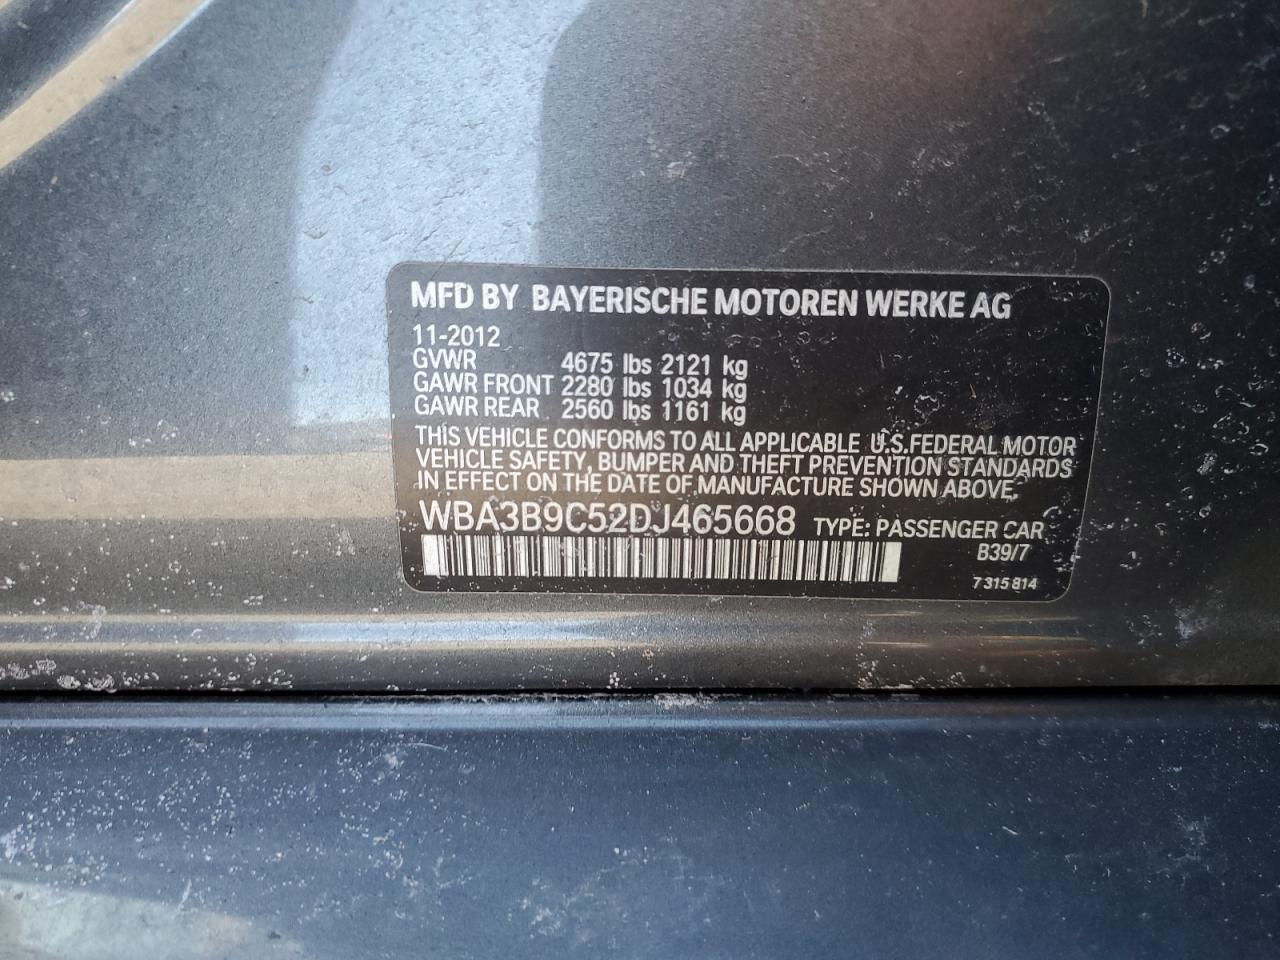 MFD BY BAYERISCHE MOTOREN WERKE AG
11-2012
GVWR 4675 lbs 2121 kg
GAWR FRONT 2280 lbs 1034 kg
GAWR REAR 2560 lbs 1161 kg
THIS VEHICLE CONFORMS TO ALL APPLICABLE U.S.FEDERAL MOTOR
VEHICLE SAFETY, BUMPER AND THEFT PREVENTION STANDARDS
IN EFFECT ON THE DATE OF MANUFACTURE SHOWN ABOVE.
WBA3B9C52DJ465668 TYPE: PASSENGER CAR
B39/7
7 315 814